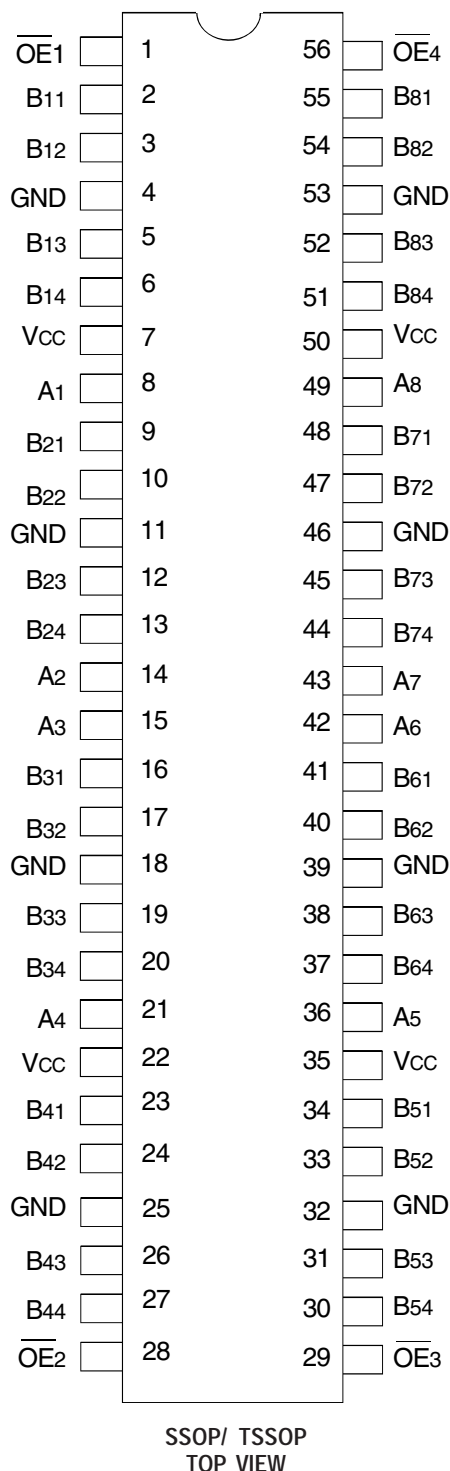 OE1 1 56 OE4
B11 2 55 B81
B12 3 54 B82
GND 4 53 GND
B13 5 52 B83
B14 6 51 B84
VCC 7 50 VCC
A1 8 49 A8
B21 9 48 B71
B22 10 47 B72
GND 11 46 GND
B23 12 45 B73
B24 13 44 B74
A2 14 43 A7
A3 15 42 A6
B31 16 41 B61
B32 17 40 B62
GND 18 39 GND
B33 19 38 B63
B34 20 37 B64
A4 21 36 A5
VCC 22 35 VCC
B41 23 34 B51
B42 24 33 B52
GND 25 32 GND
B43 26 31 B53
B44 27 30 B54
OE2 28 29 OE3
SSOP/ TSSOP
TOP VIEW